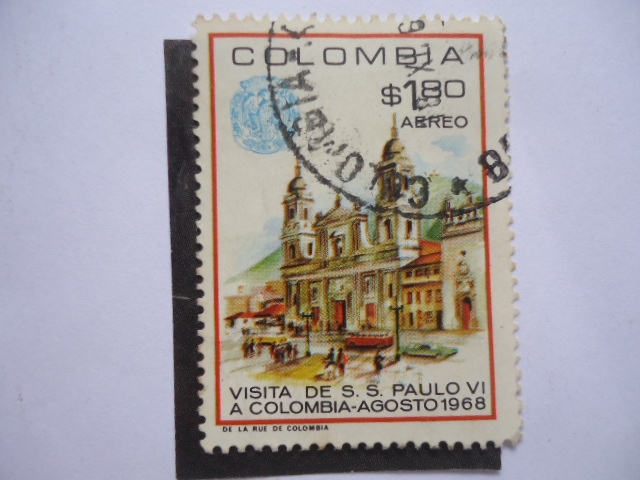 COLOMBIA
$1.80
AEREO
VISITA DE S. S. PAULO VI
A COLOMBIA-AGOSTO 1968
DE LA RUE DE COLOMBIA